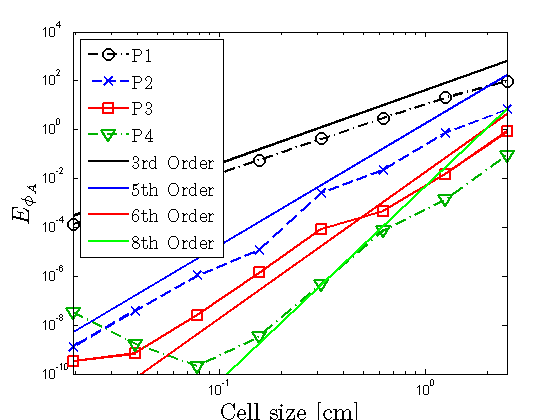 10^4
10^2
10^0
10^-2
10^-4
10^-6
10^-8
10^-10
E_{ϕ_A}
P1
P2
P3
P4
3rd Order
5th Order
6th Order
8th Order
10^-1
10^0
Cell size [cm]